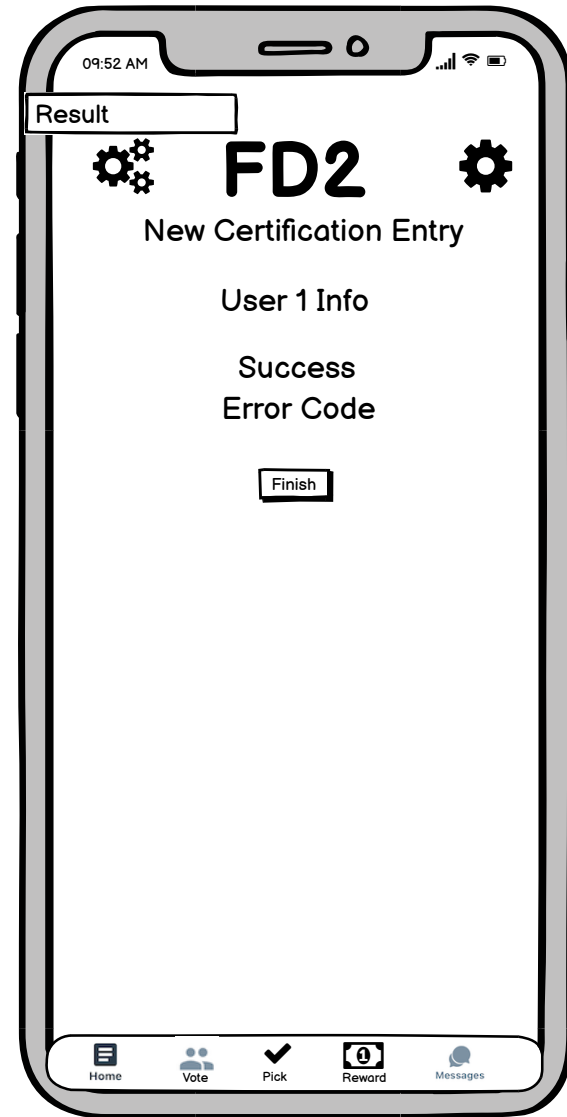 09:52 AM
Result
FD2
New Certification Entry
User 1 Info
Success
Error Code
Finish
1
Home Vote Pick Reward Messages